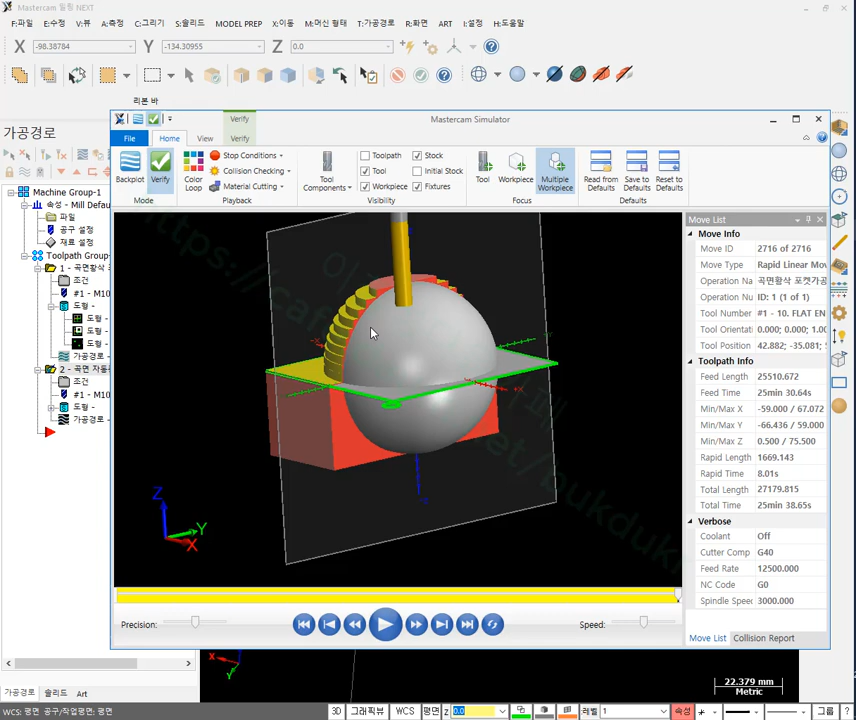 Mastercam 밀링 NEXT
F:파일 E:수정 V:뷰 A:측정 C:그리기 S:솔리드 MODEL PREP X:이동 M:머신 형태 T:가공경로 R:화면 ART I:설정 H:도움말
X -98.38784 Y -134.30955 Z 0.0
리본 바
가공경로
Machine Group-1
속성 - Mill Defau
파일
공구 설정
재료 설정
Toolpath Group-
1 - 곡면황삭
조건
#1 - M10
도형 -
도형
도형
도형
가공경로
2 - 곡면 자동
조건
#1 - M10
도형 -
가공경로
가공경로 솔리드 Art
Verify
Mastercam Simulator
File Home View Verify
Backplot
Verify
Mode
Color Loop
Stop Conditions
Collision Checking
Material Cutting
Playback
Tool Components
Toolpath
Tool
Workpiece
Stock
Initial Stock
Fixtures
Visibility
Tool
Workpiece
Multiple Workpiece
Focus
Read from Defaults
Save to Defaults
Reset to Defaults
Defaults
Z
Y
X
Precision:
Speed:
Move List
Move Info
Move ID 2716 of 2716
Move Type Rapid Linear Mov
Operation Na 곡면황삭 포켓가공
Operation Nu ID: 1 (1 of 1)
Tool Number #1 - 10. FLAT EN
Tool Orientati 0.000; 0.000; 1.000
Tool Position 42.882; -35.081;
Toolpath Info
Feed Length 25510.672
Feed Time 25min 30.64s
Min/Max X -59.000 / 67.072
Min/Max Y -66.436 / 59.000
Min/Max Z 0.500 / 75.500
Rapid Length 1669.143
Rapid Time 8.01s
Total Length 27179.815
Total Time 25min 38.65s
Verbose
Coolant Off
Cutter Comp G40
Feed Rate 12500.000
NC Code G0
Spindle Speed 3000.000
Move List Collision Report
X
Y
22.379 mm
Metric
WCS: 평면 공구/작업평면: 평면
3D 그래픽뷰 WCS 평면 Z 0.0 레벨 1 속성 그룹 ?